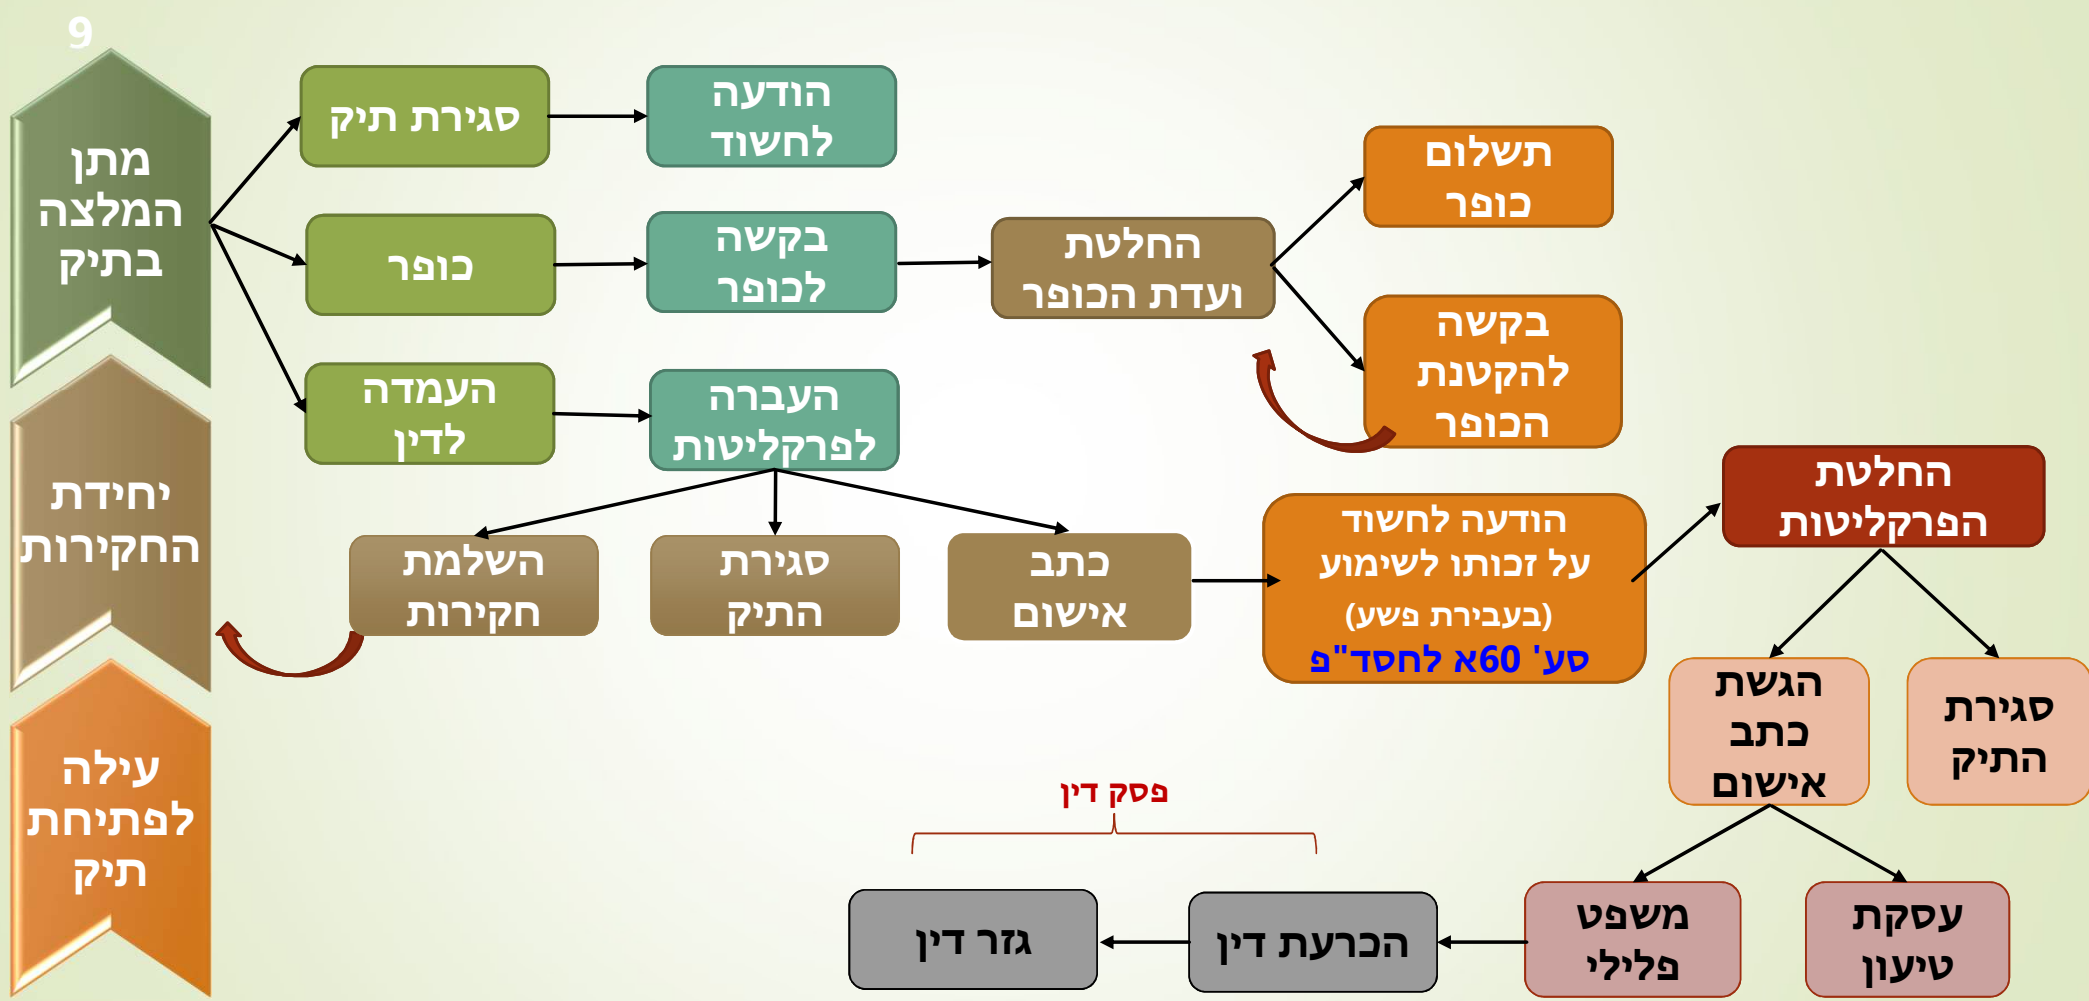 9
מתן
המלצה
בתיק
יחידת
החקירות
עילה
לפתיחת
תיק
סגירת תיק
הודעה
לחשוד
כופר
בקשה
לכופר
החלטת
ועדת הכופר
תשלום
כופר
בקשה
להקטנת
הכופר
העמדה
לדין
העברה
לפרקליטות
השלמת
חקירות
סגירת
התיק
כתב
אישום
הודעה לחשוד
על זכותו לשימוע
(בעבירת פשע)
סע' 60א לחסד"פ
החלטת
הפרקליטות
הגשת
כתב
אישום
סגירת
התיק
עסקת
טיעון
משפט
פלילי
פסק דין
הכרעת דין
גזר דין